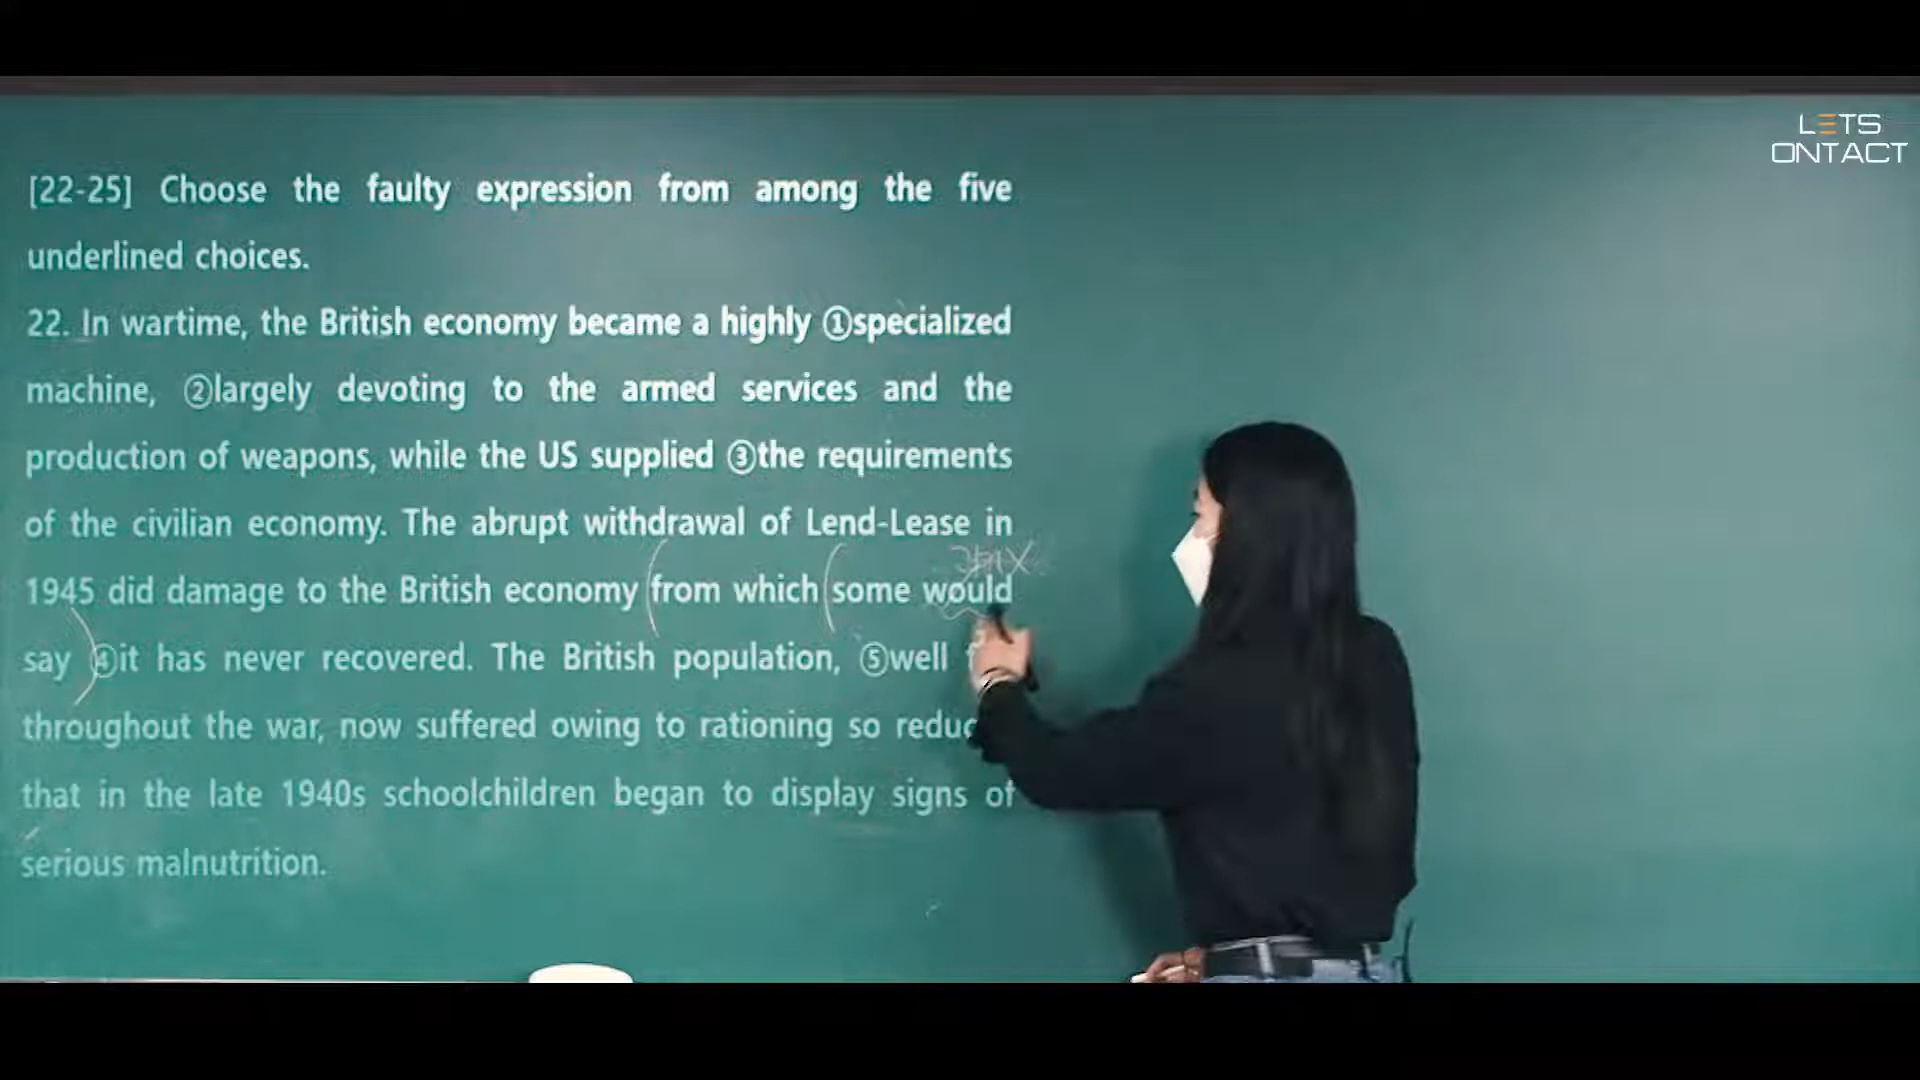 LETS
ONTACT
[22-25] Choose the faulty expression from among the five
underlined choices.
22. In wartime, the British economy became a highly ①specialized
machine, ②largely devoting to the armed services and the
production of weapons, while the US supplied ③the requirements
of the civilian economy. The abrupt withdrawal of Lend-Lease in
1945 did damage to the British economy from which some would
say ④it has never recovered. The British population, ⑤well
throughout the war, now suffered owing to rationing so
that in the late 1940s schoolchildren began to display signs of
serious malnutrition.